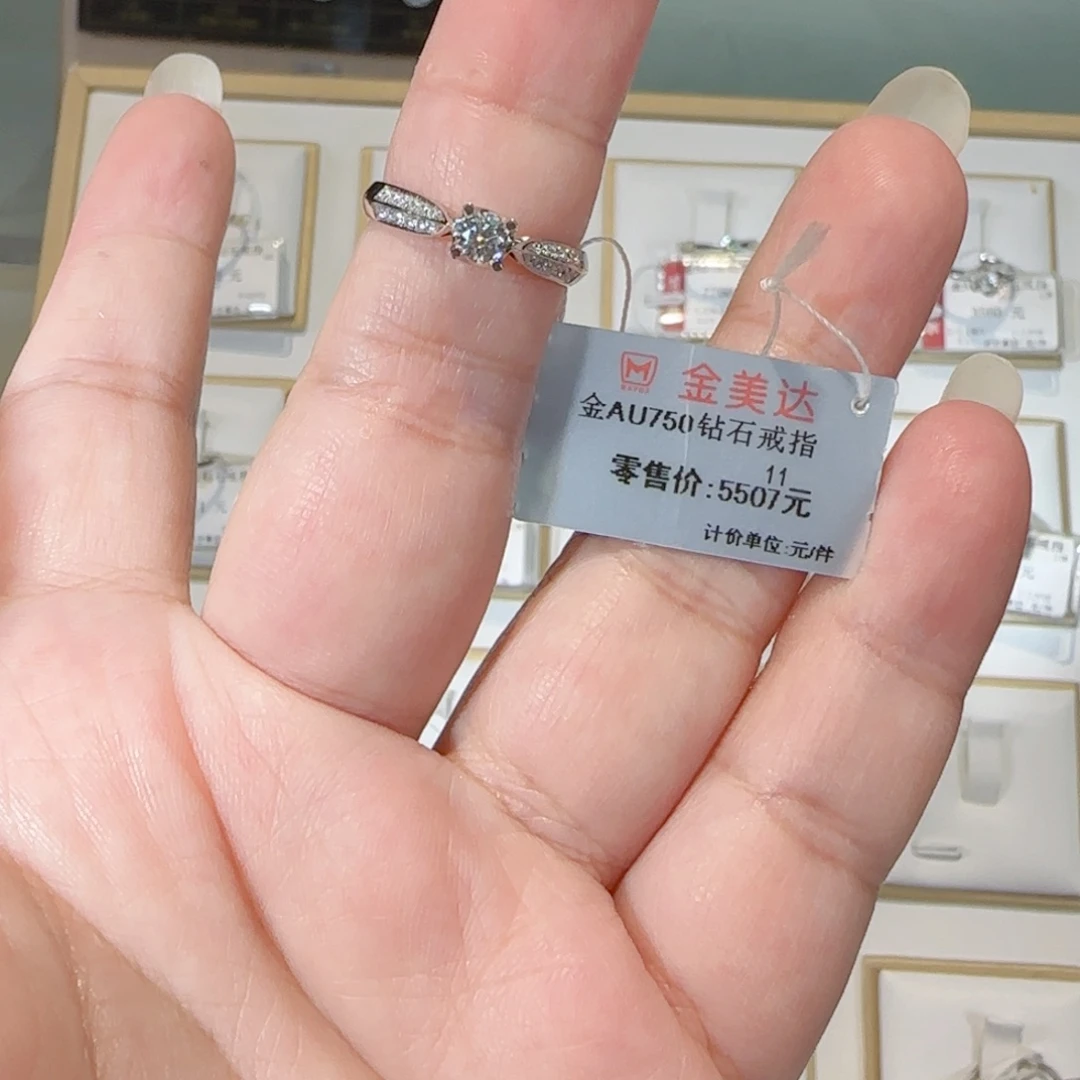 金美达
金AU750钻石戒指
11
零售价:5507元
计价单位:元/件